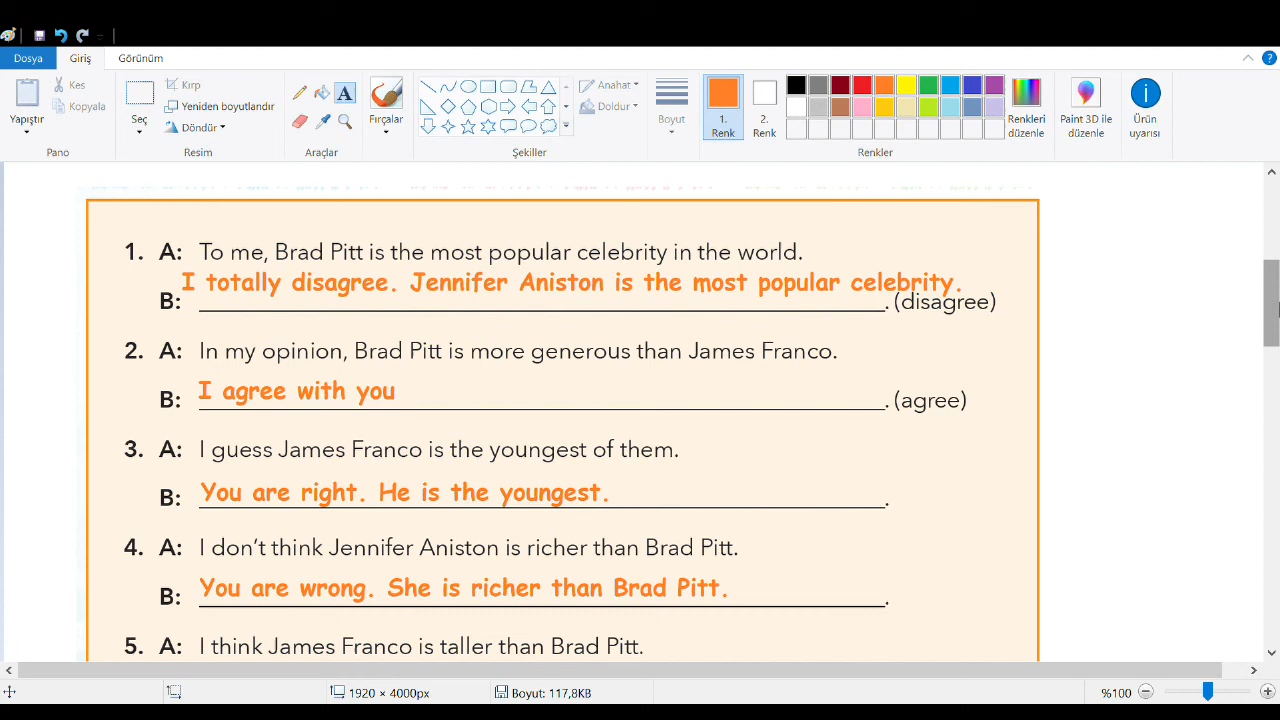 Dosya Giriş Görünüm
Kes Kırp Anahat
Yapıştır Kopyala Seç Yeniden boyutlandır Fırçalar Doldur Boyut 1. Renk 2. Renk Renkleri düzenle Paint 3D ile düzenle Ürün uyarısı
Döndür
Pano Resim Araçlar Şekiller Renkler
1. A: To me, Brad Pitt is the most popular celebrity in the world.
I totally disagree. Jennifer Aniston is the most popular celebrity.
B: . (disagree)
2. A: In my opinion, Brad Pitt is more generous than James Franco.
I agree with you
B: . (agree)
3. A: I guess James Franco is the youngest of them.
B: You are right. He is the youngest. .
4. A: I don't think Jennifer Aniston is richer than Brad Pitt.
B: You are wrong. She is richer than Brad Pitt. .
5. A: I think James Franco is taller than Brad Pitt.
1920 × 4000px Boyut: 117,8KB %100